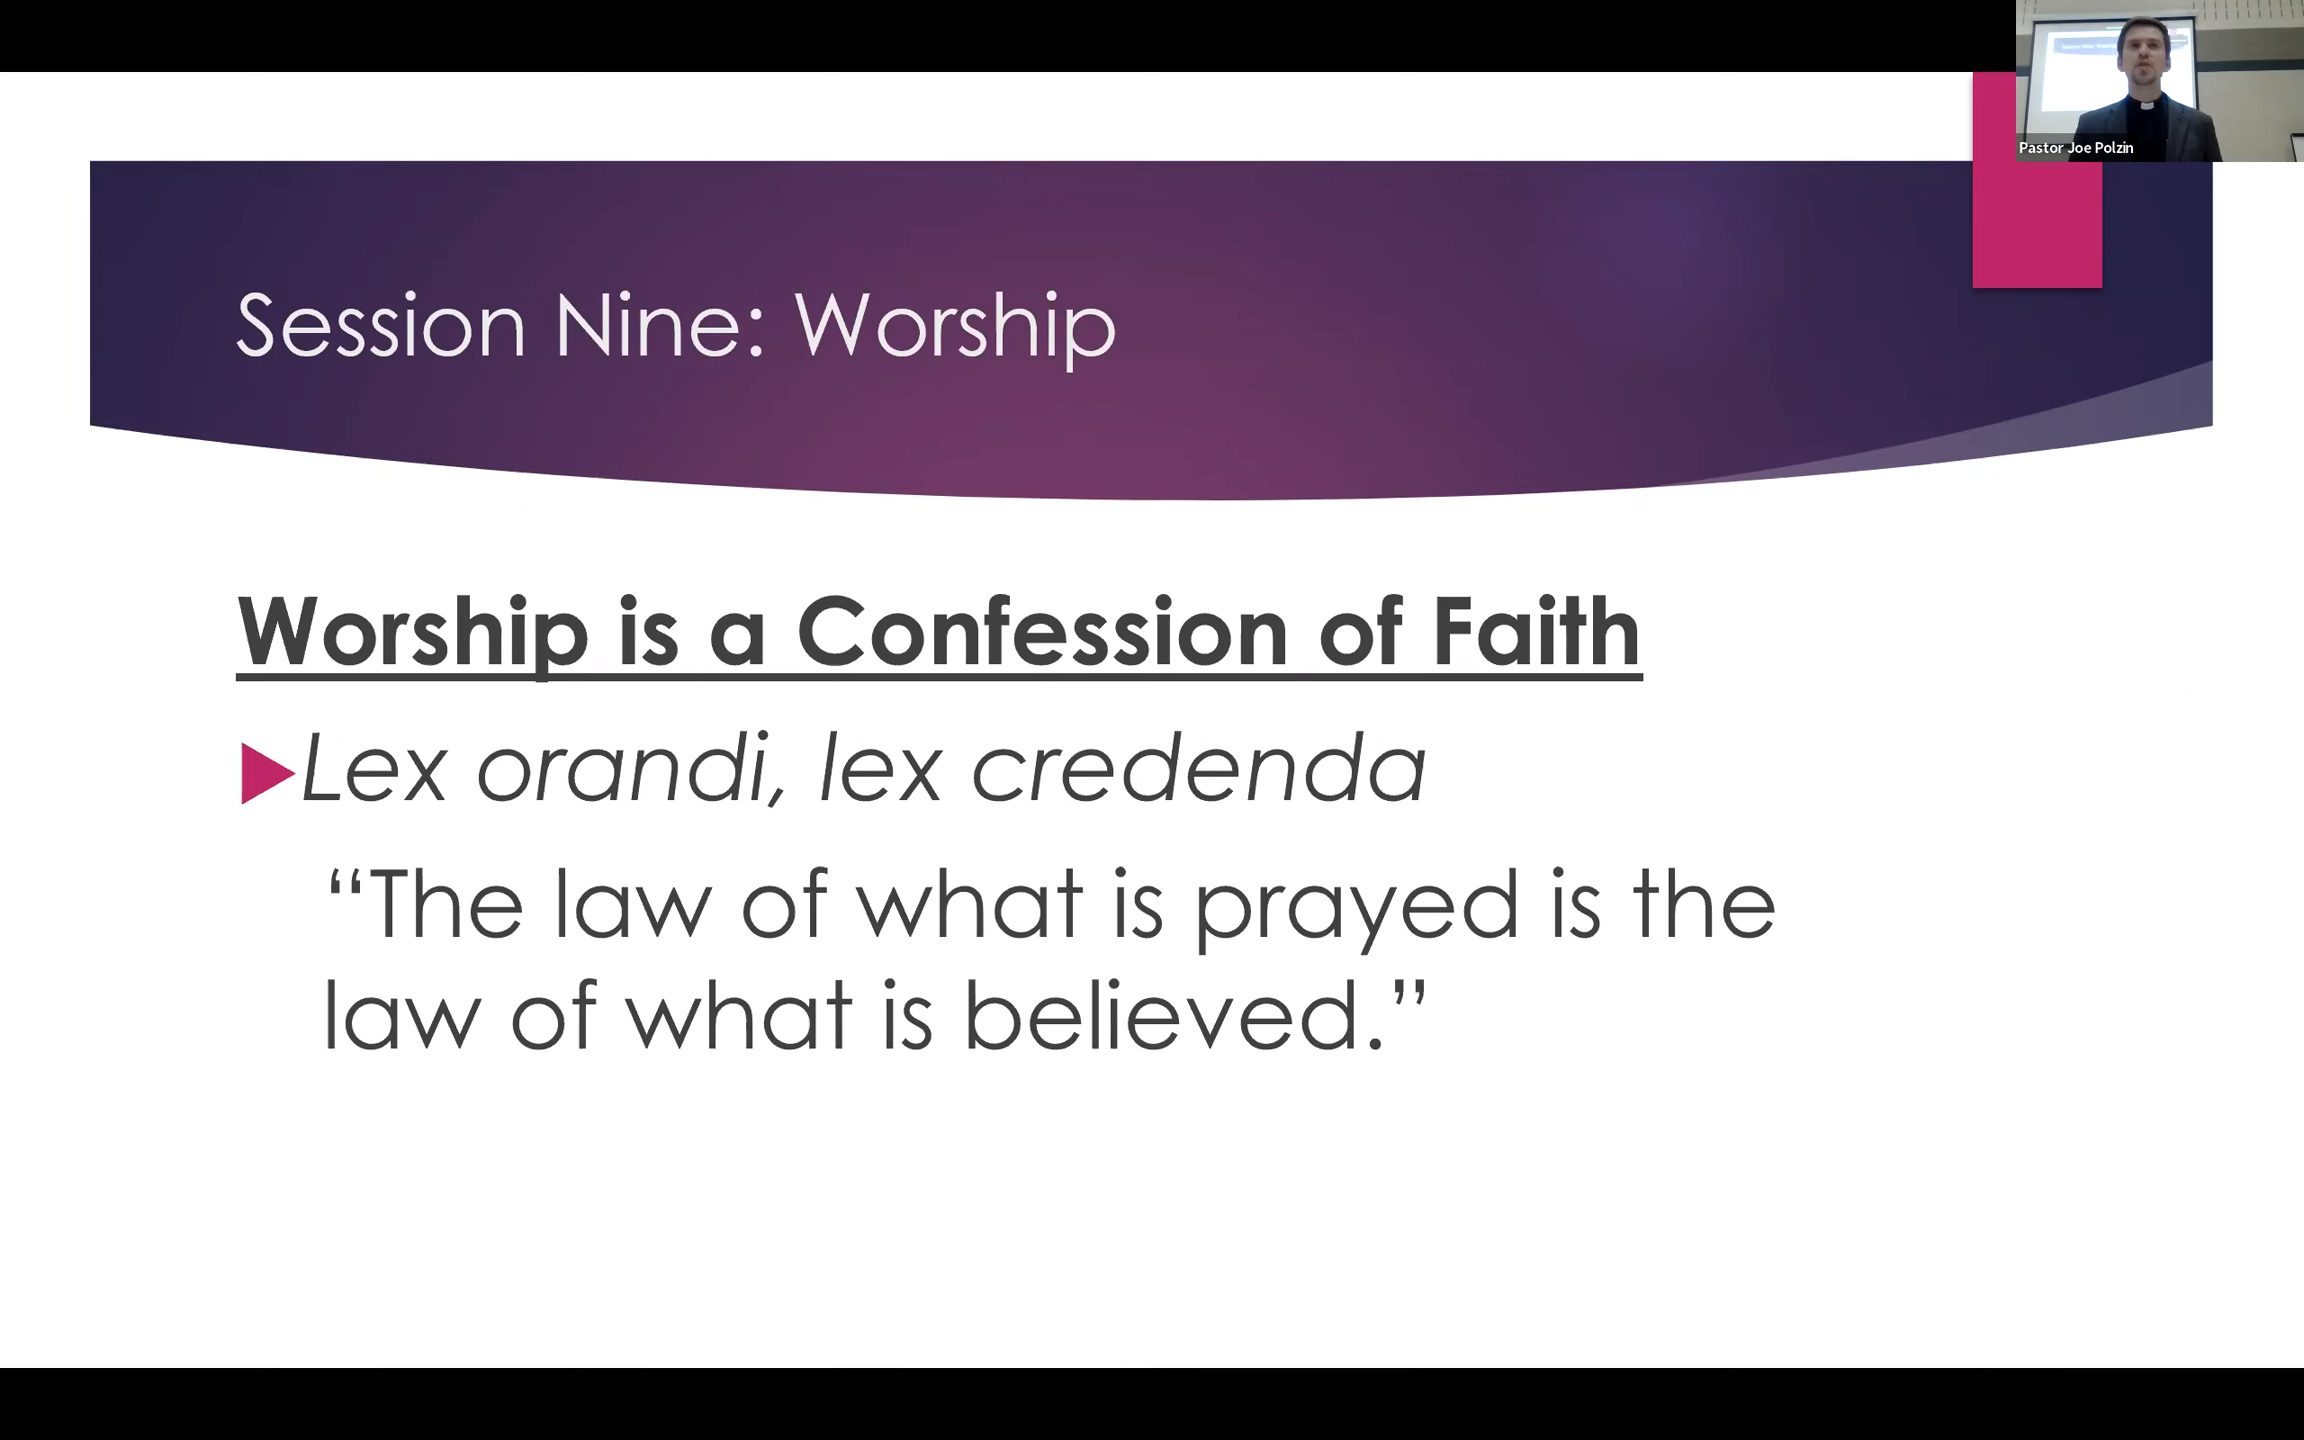 Pastor Joe Polzin
Session Nine: Worship
Worship is a Confession of Faith
Lex orandi, lex credenda
“The law of what is prayed is the
law of what is believed.”